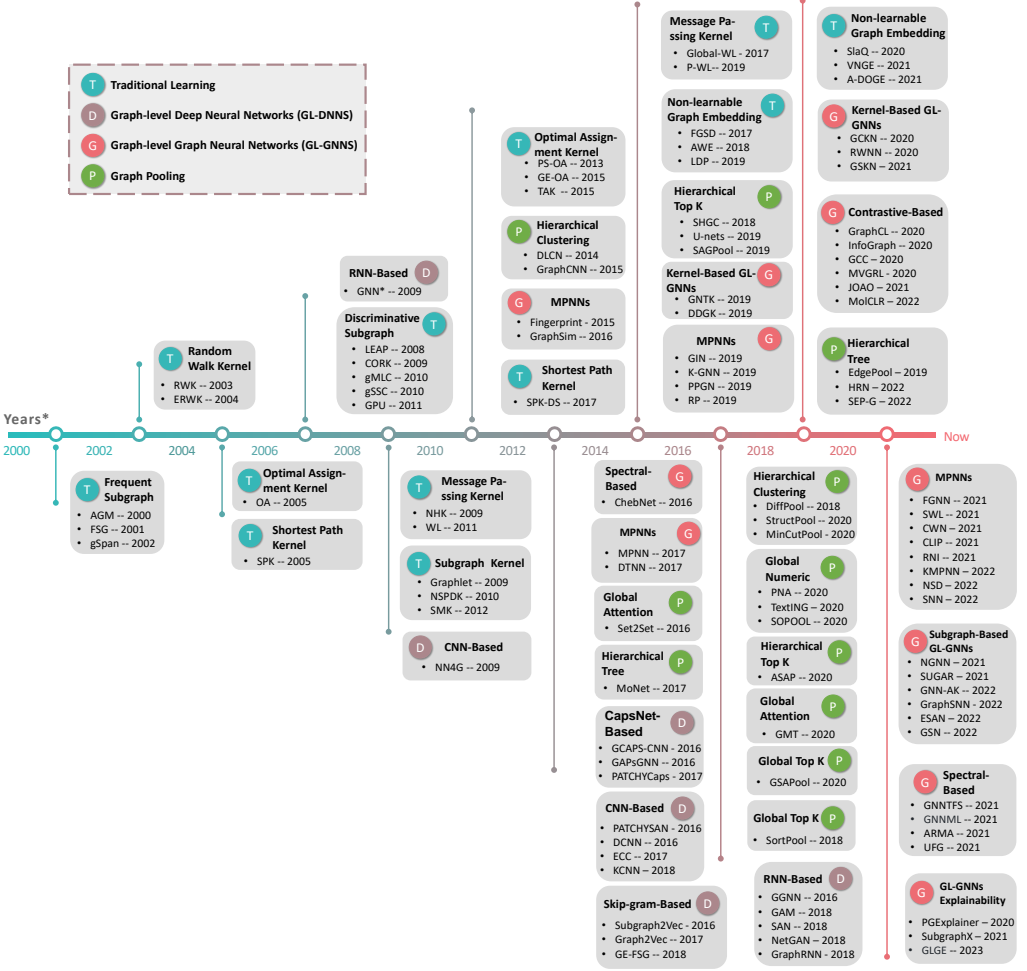 T Traditional Learning
D Graph-level Deep Neural Networks (GL-DNNS)
G Graph-level Graph Neural Networks (GL-GNNS)
P Graph Pooling
T Random
Walk Kernel
• RWK -- 2003
• ERWK -- 2004
RNN-Based D
• GNN* -- 2009
Discriminative
Subgraph T
• LEAP -- 2008
• CORK -- 2009
• gMLC -- 2010
• gSSC -- 2010
• GPU -- 2011
T Optimal Assign-
ment Kernel
• PS-OA -- 2013
• GE-OA -- 2015
• TAK -- 2015
P Hierarchical
Clustering
• DLCN -- 2014
• GraphCNN -- 2015
G MPNNs
• Fingerprint - 2015
• GraphSim -- 2016
T Shortest Path
Kernel
• SPK-DS -- 2017
Message Pa-
ssing Kernel T
• Global-WL - 2017
• P-WL-- 2019
Non-learnable
Graph Embedding T
• FGSD -- 2017
• AWE -- 2018
• LDP -- 2019
Hierarchical
Top K P
• SHGC -- 2018
• U-nets -- 2019
• SAGPool -- 2019
Kernel-Based GL-
GNNs G
• GNTK -- 2019
• DDGK -- 2019
MPNNs G
• GIN -- 2019
• K-GNN -- 2019
• PPGN -- 2019
• RP -- 2019
T Non-learnable
Graph Embedding
• SlaQ -- 2020
• VNGE -- 2021
• A-DOGE -- 2021
G Kernel-Based GL-
GNNs
• GCKN -- 2020
• RWNN -- 2020
• GSKN -- 2021
G Contrastive-Based
• GraphCL -- 2020
• InfoGraph -- 2020
• GCC -- 2020
• MVGRL - 2020
• JOAO -- 2021
• MolCLR -- 2022
P Hierarchical
Tree
• EdgePool -- 2019
• HRN -- 2022
• SEP-G -- 2022
Years*
Now
2000 2002 2004 2006 2008 2010 2012 2014 2016 2018 2020
T Frequent
Subgraph
• AGM -- 2000
• FSG -- 2001
• gSpan -- 2002
T Optimal Assign-
ment Kernel
• OA -- 2005
T Shortest Path
Kernel
• SPK -- 2005
T Message Pa-
ssing Kernel
• NHK -- 2009
• WL -- 2011
T Subgraph Kernel
• Graphlet -- 2009
• NSPDK -- 2010
• SMK -- 2012
D CNN-Based
• NN4G -- 2009
Spectral-
Based G
• ChebNet -- 2016
MPNNs G
• MPNN -- 2017
• DTNN -- 2017
Global
Attention P
• Set2Set -- 2016
Hierarchical
Tree P
• MoNet -- 2017
CapsNet-
Based D
• GCAPS-CNN -- 2016
• GAPsGNN -- 2016
• PATCHYCaps - 2017
CNN-Based D
• PATCHYSAN - 2016
• DCNN -- 2016
• ECC -- 2017
• KCNN – 2018
Skip-gram-Based D
• Subgraph2Vec - 2016
• Graph2Vec -- 2017
• GE-FSG -- 2018
Hierarchical
Clustering P
• DiffPool -- 2018
• StructPool -- 2020
• MinCutPool - 2020
Global
Numeric P
• PNA -- 2020
• TextING -- 2020
• SOPOOL -- 2020
Hierarchical
Top K P
• ASAP -- 2020
Global
Attention P
• GMT -- 2020
Global Top K P
• GSAPool -- 2020
Global Top K P
• SortPool -- 2018
RNN-Based D
• GGNN -- 2016
• GAM -- 2018
• SAN -- 2018
• NetGAN -- 2018
• GraphRNN - 2018
G MPNNs
• FGNN -- 2021
• SWL -- 2021
• CWN -- 2021
• CLIP -- 2021
• RNI -- 2021
• KMPNN -- 2022
• NSD -- 2022
• SNN -- 2022
G Subgraph-Based
GL-GNNs
• NGNN – 2021
• SUGAR -- 2021
• GNN-AK -- 2022
• GraphSNN - 2022
• ESAN -- 2022
• GSN -- 2022
G Spectral-
Based
• GNNTFS -- 2021
• GNNML -- 2021
• ARMA -- 2021
• UFG -- 2021
G GL-GNNs
Explainability
• PGExplainer -- 2020
• SubgraphX -- 2021
• GLGE -- 2023